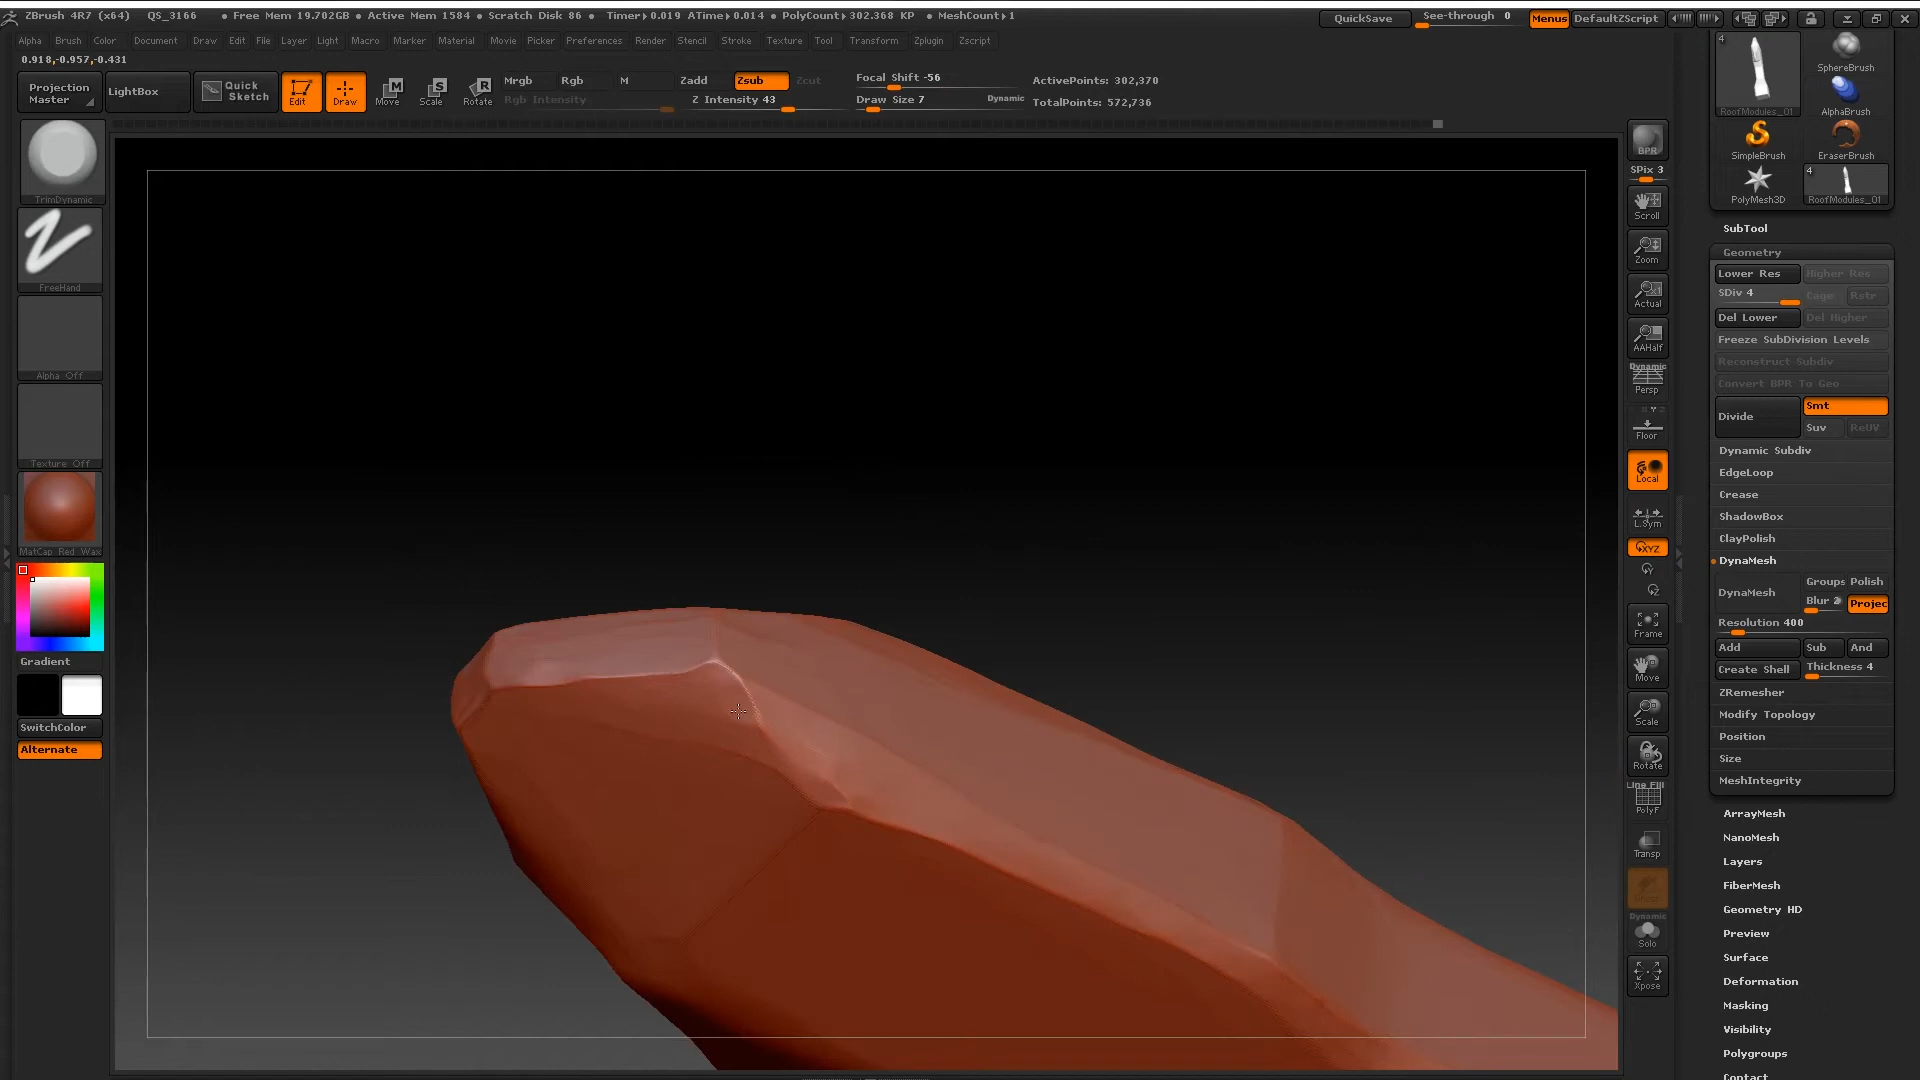 ZBrush 4R7 (x64) QS_3166 • Free Mem 19.702GB • Active Mem 1584 • Scratch Disk 86 • Timer▸0.019 ATime▸0.014 • PolyCount▸302.368 KP • MeshCount▸1
QuickSave See-through 0 Menus DefaultZScript
Alpha Brush Color Document Draw Edit File Layer Light Macro Marker Material Movie Picker Preferences Render Stencil Stroke Texture Tool Transform Zplugin Zscript
0.918,-0.957,-0.431
Projection Master
LightBox
Quick Sketch
Edit
Draw
Move
Scale
Rotate
Mrgb Rgb M Zadd Zsub Zcut
Rgb Intensity Z Intensity 43
Focal Shift -56
Draw Size 7 Dynamic
ActivePoints: 302,370
TotalPoints: 572,736
TrimDynamic
FreeHand
Alpha Off
Texture Off
MatCap Red Wax
Gradient
SwitchColor
Alternate
BPR
SPix 3
Scroll
Zoom
Actual
AAHalf
Dynamic
Persp
Floor
Local
L.Sym
XYZ
Y
Z
Frame
Move
Scale
Rotate
Line Fill
PolyF
Transp
Dynamic
Solo
Xpose
4
RoofModules_01
SphereBrush
AlphaBrush
SimpleBrush
EraserBrush
PolyMesh3D
4
RoofModules_01
SubTool
Geometry
Lower Res Higher Res
SDiv 4 Cage Rstr
Del Lower Del Higher
Freeze SubDivision Levels
Reconstruct Subdiv
Convert BPR To Geo
Divide Smt
Suv ReUV
Dynamic Subdiv
EdgeLoop
Crease
ShadowBox
ClayPolish
DynaMesh
DynaMesh Groups Polish
Blur 2 Projec
Resolution 400
Add Sub And
Create Shell Thickness 4
ZRemesher
Modify Topology
Position
Size
MeshIntegrity
ArrayMesh
NanoMesh
Layers
FiberMesh
Geometry HD
Preview
Surface
Deformation
Masking
Visibility
Polygroups
Contact